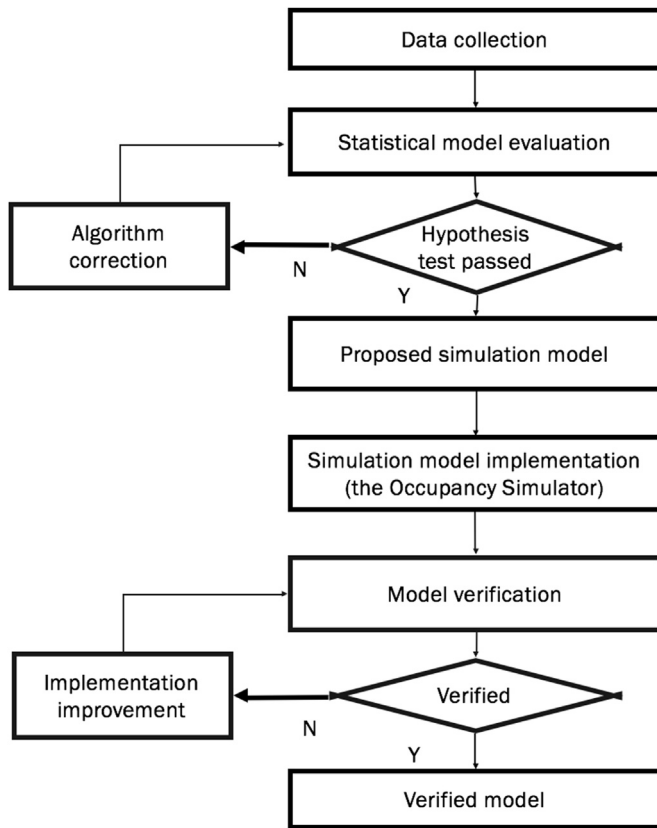 Data collection
Statistical model evaluation
Algorithm
correction
N
Hypothesis
test passed
Y
Proposed simulation model
Simulation model implementation
(the Occupancy Simulator)
Model verification
Implementation
improvement
N
Verified
Y
Verified model